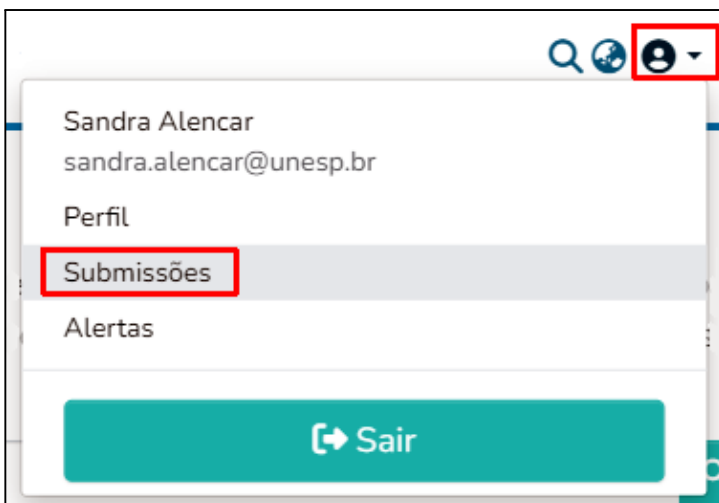 Sandra Alencar
sandra.alencar@unesp.br
Perfil
Submissões
Alertas
Sair